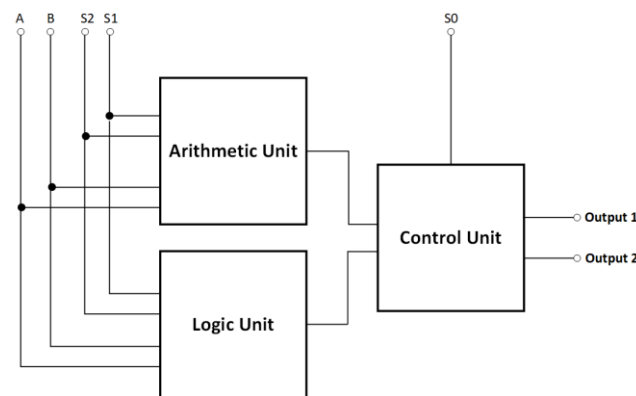 A B S2 S1 S0
Arithmetic Unit
Control Unit
Output 1
Output 2
Logic Unit